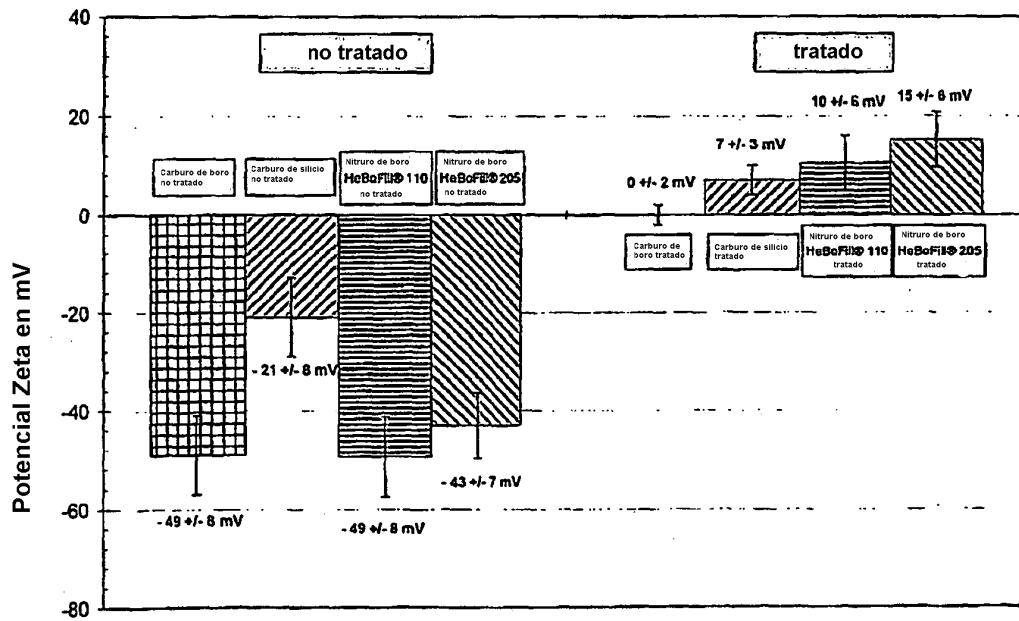 40
no tratado
tratado
10 +/- 6 mV
15 +/- 6 mV
20
7 +/- 3 mV
Carburo de boro
no tratado
Carburo de silicio
no tratado
Nitruro de boro
HeBoFill® 110
no tratado
Nitruro de boro
HeBoFill® 205
no tratado
0 +/- 2 mV
0
Carburo de
boro tratado
Carburo de silicio
tratado
Nitruro de boro
HeBoFill® 110
tratado
Nitruro de boro
HeBoFill® 205
tratado
Potencial Zeta en mV
-20
- 21 +/- 8 mV
-40
- 43 +/- 7 mV
- 49 +/- 8 mV
- 49 +/- 8 mV
-60
-80